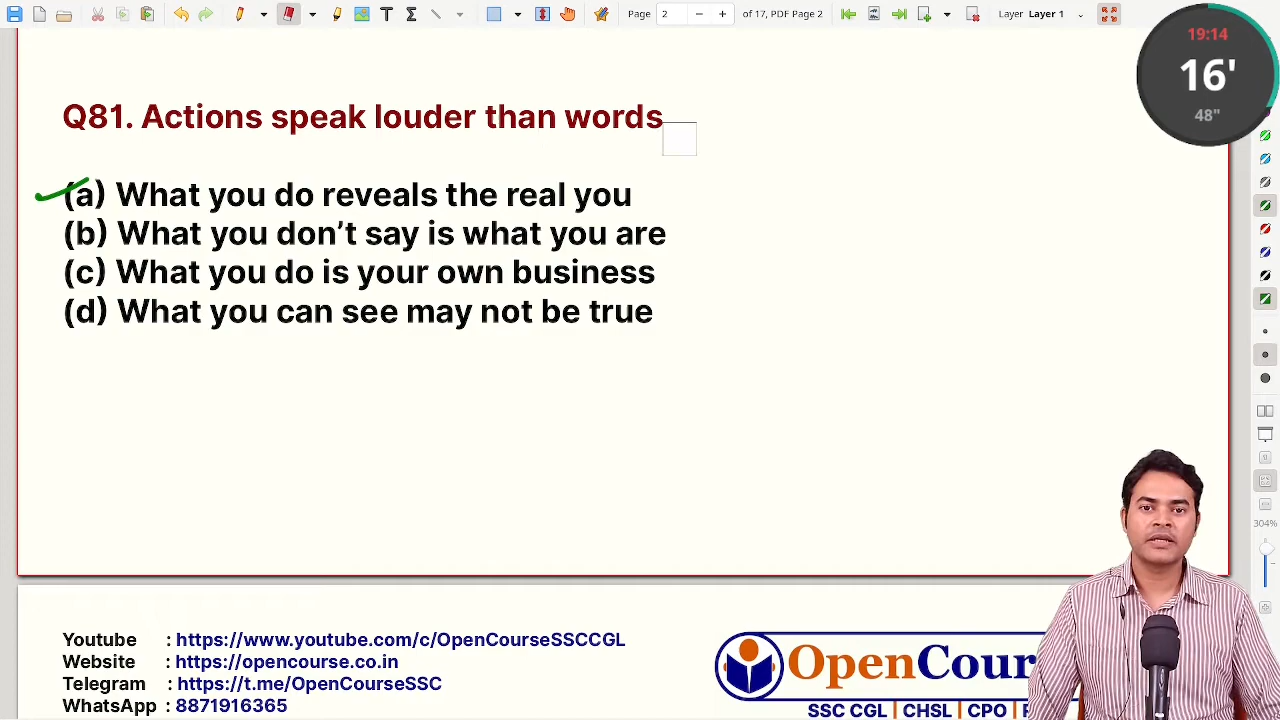 Page 2 of 17, PDF Page 2 Layer Layer 1
19:14
16'
48"
Q81. Actions speak louder than words
(a) What you do reveals the real you
(b) What you don't say is what you are
(c) What you do is your own business
(d) What you can see may not be true
304%
Youtube : https://www.youtube.com/c/OpenCourseSSCCGL
Website : https://opencourse.co.in
Telegram : https://t.me/OpenCourseSSC
WhatsApp : 8871916365
OpenCour
SSC CGL | CHSL | CPO |